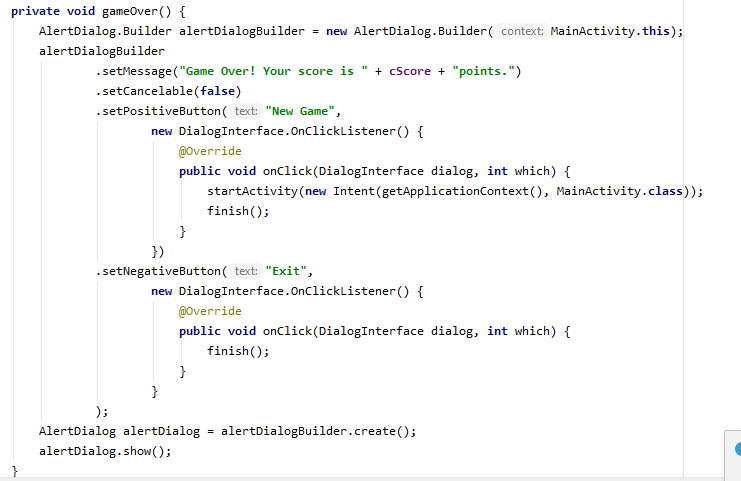 private void gameOver() {
    AlertDialog.Builder alertDialogBuilder = new AlertDialog.Builder( context: MainActivity.this);
    alertDialogBuilder
            .setMessage("Game Over! Your score is " + cScore + "points.")
            .setCancelable(false)
            .setPositiveButton( text: "New Game",
                    new DialogInterface.OnClickListener() {
                        @Override
                        public void onClick(DialogInterface dialog, int which) {
                            startActivity(new Intent(getApplicationContext(), MainActivity.class));
                            finish();
                        }
                    })
            .setNegativeButton( text: "Exit",
                    new DialogInterface.OnClickListener() {
                        @Override
                        public void onClick(DialogInterface dialog, int which) {
                            finish();
                        }
                    }
            );
    AlertDialog alertDialog = alertDialogBuilder.create();
    alertDialog.show();
}